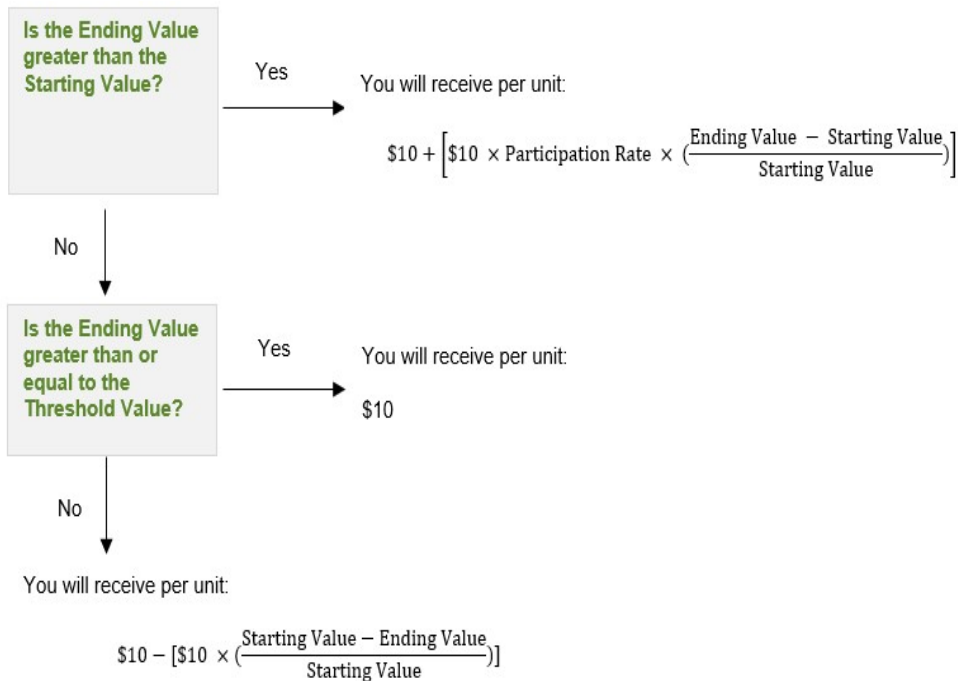 Is the Ending Value
greater than the
Starting Value?
Yes
You will receive per unit:
$10 + [$10 × Participation Rate × (Ending Value − Starting Value / Starting Value)]
No
Is the Ending Value
greater than or
equal to the
Threshold Value?
Yes
You will receive per unit:
$10
No
You will receive per unit:
$10 − [$10 × (Starting Value − Ending Value / Starting Value)]